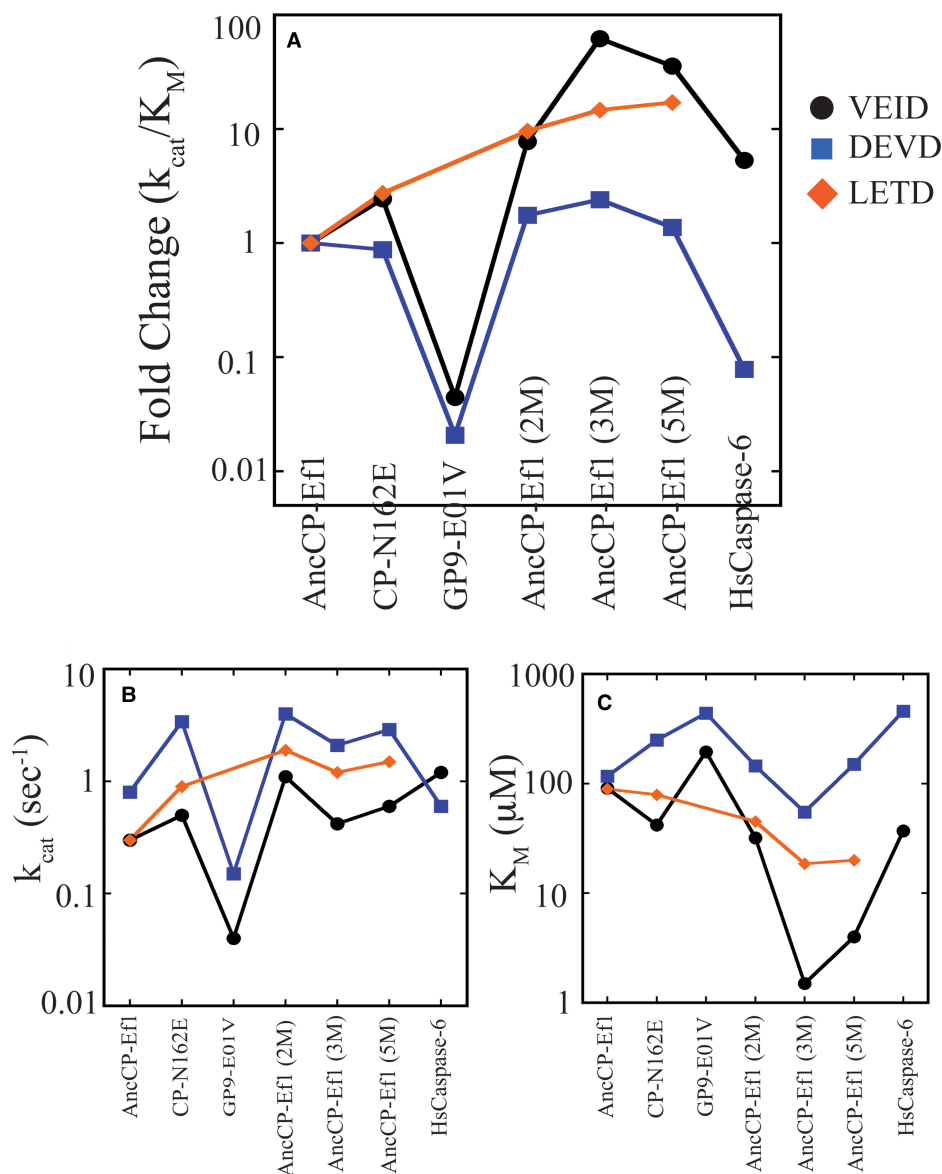 A
Fold Change (kcat/KM)
100
10
1
0.1
0.01
AncCP-Ef1
CP-N162E
GP9-E01V
AncCP-Ef1 (2M)
AncCP-Ef1 (3M)
AncCP-Ef1 (5M)
HsCaspase-6
VEID
DEVD
LETD
B
kcat (sec⁻¹)
10
1
0.1
0.01
AncCP-Ef1
CP-N162E
GP9-E01V
AncCP-Ef1 (2M)
AncCP-Ef1 (3M)
AncCP-Ef1 (5M)
HsCaspase-6
C
KM (μM)
1000
100
10
1
AncCP-Ef1
CP-N162E
GP9-E01V
AncCP-Ef1 (2M)
AncCP-Ef1 (3M)
AncCP-Ef1 (5M)
HsCaspase-6